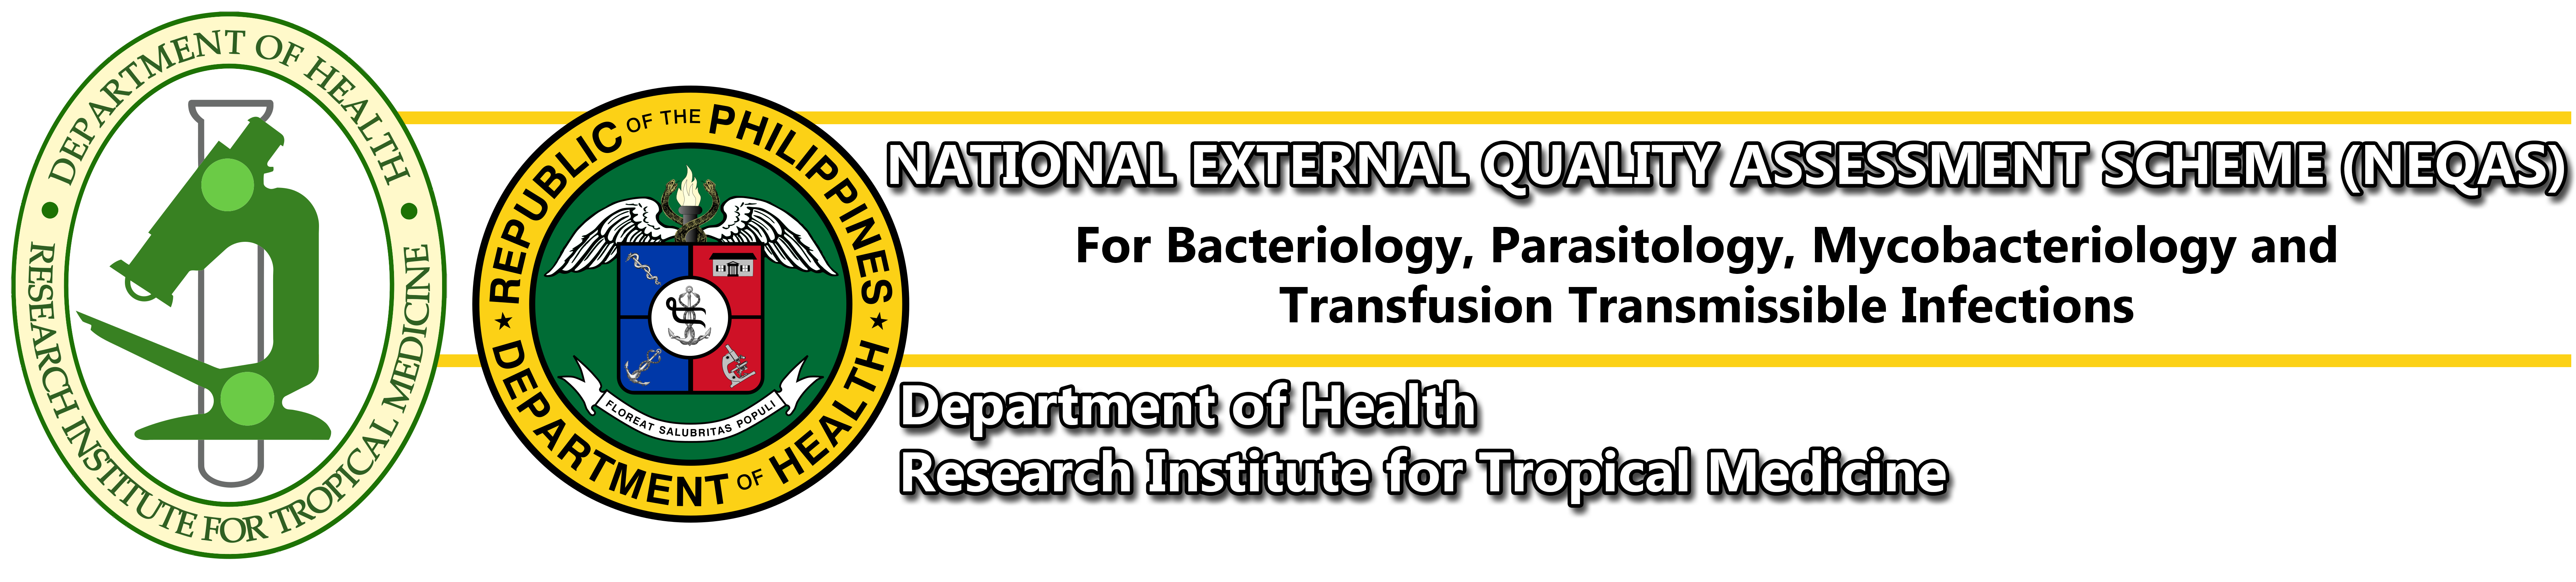 DEPARTMENT OF HEALTH
RESEARCH INSTITUTE FOR TROPICAL MEDICINE
REPUBLIC OF THE PHILIPPINES
DEPARTMENT OF HEALTH
FLOREAT SALUBRITAS POPULI
NATIONAL EXTERNAL QUALITY ASSESSMENT SCHEME (NEQAS)
For Bacteriology, Parasitology, Mycobacteriology and
Transfusion Transmissible Infections
Department of Health
Research Institute for Tropical Medicine